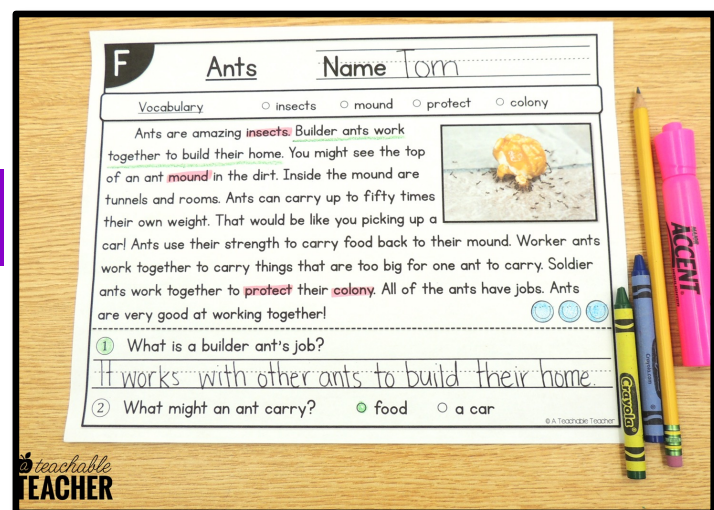 F
Ants
Name Tom
Vocabulary insects mound protect colony
Ants are amazing insects. Builder ants work
together to build their home. You might see the top
of an ant mound in the dirt. Inside the mound are
tunnels and rooms. Ants can carry up to fifty times
their own weight. That would be like you picking up a
car! Ants use their strength to carry food back to their mound. Worker ants
work together to carry things that are too big for one ant to carry. Soldier
ants work together to protect their colony. All of the ants have jobs. Ants
are very good at working together!
1 What is a builder ant's job?
It works with other ants to build their home.
2 What might an ant carry? food a car
© A Teachable Teacher
ACCENT
Crayola
a teachable
TEACHER